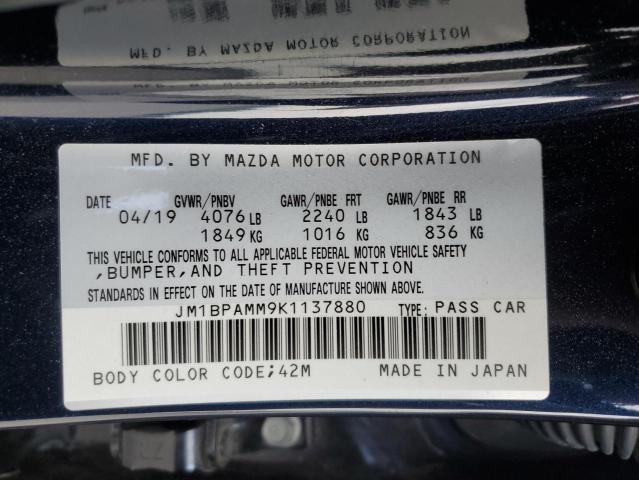 MFD. BY MAZDA MOTOR CORPORATION
MFD. BY MAZDA MOTOR CORPORATION
DATE GVWR/PNBV GAWR/PNBE FRT GAWR/PNBE RR
04/19 4076 LB 2240 LB 1843 LB
1849 KG 1016 KG 836 KG
THIS VEHICLE CONFORMS TO ALL APPLICABLE FEDERAL MOTOR VEHICLE SAFETY
,BUMPER,AND THEFT PREVENTION
STANDARDS IN EFFECT ON THE DATE OF MANUFACTURE SHOWN ABOVE.
JM1BPAMM9K1137880 TYPE: PASS CAR
BODY COLOR CODE;42M MADE IN JAPAN